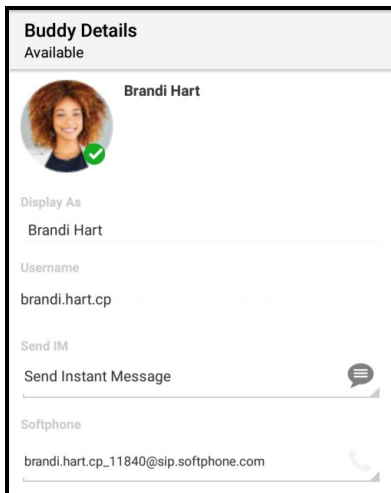 Buddy Details
Available
Brandi Hart
Display As
Brandi Hart
Username
brandi.hart.cp
Send IM
Send Instant Message
Softphone
brandi.hart.cp_11840@sip.softphone.com